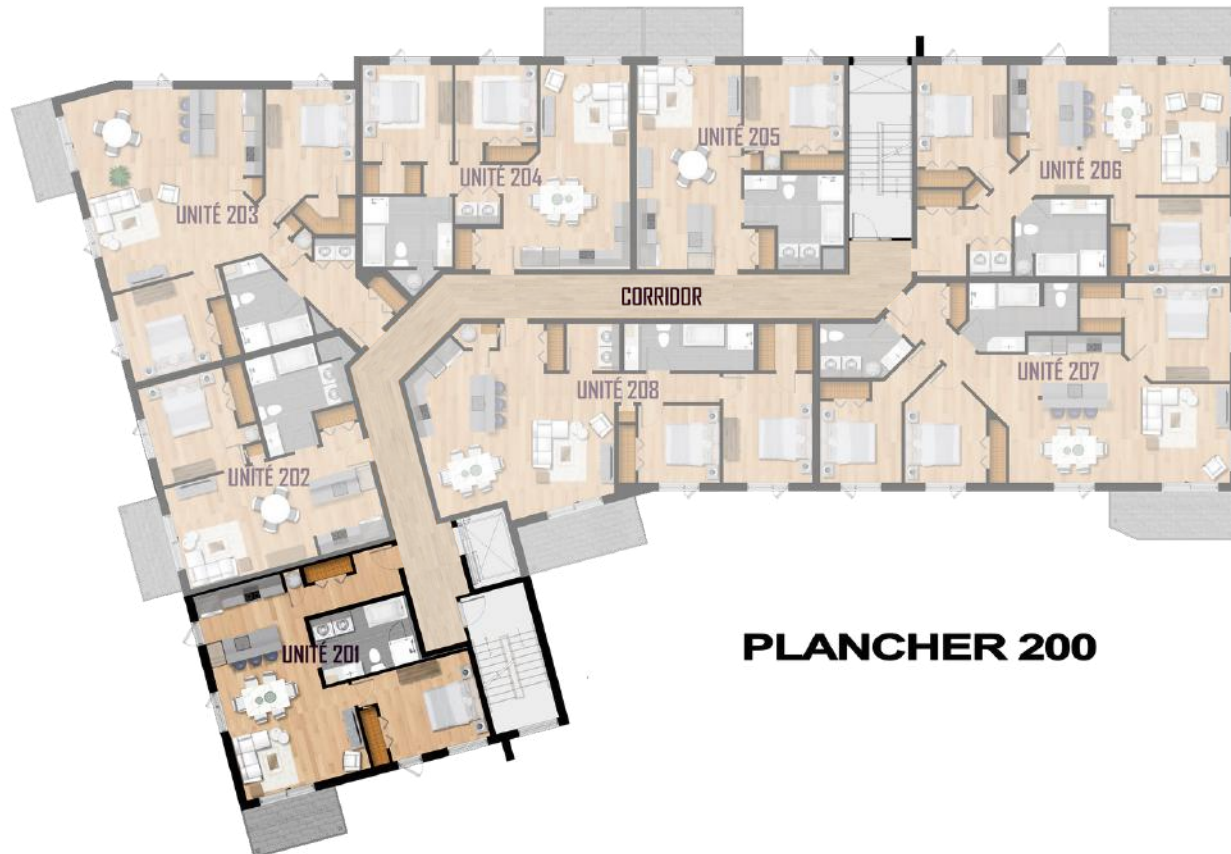 UNITÉ 205
UNITÉ 204
UNITÉ 206
UNITÉ 203
CORRIDOR
UNITÉ 207
UNITÉ 208
UNITÉ 202
UNITÉ 201
PLANCHER 200